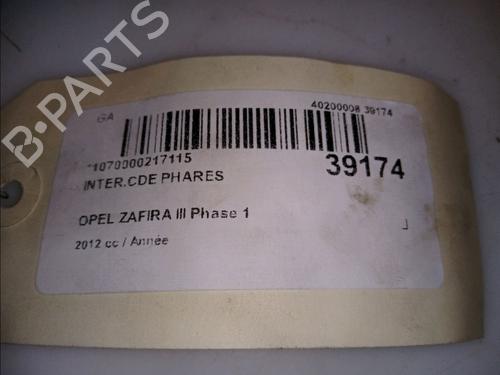 GA
40200008 39174
*1070000217115
39174
INTER.CDE PHARES
OPEL ZAFIRA III Phase 1
2012 cc / Année
B-PARTS